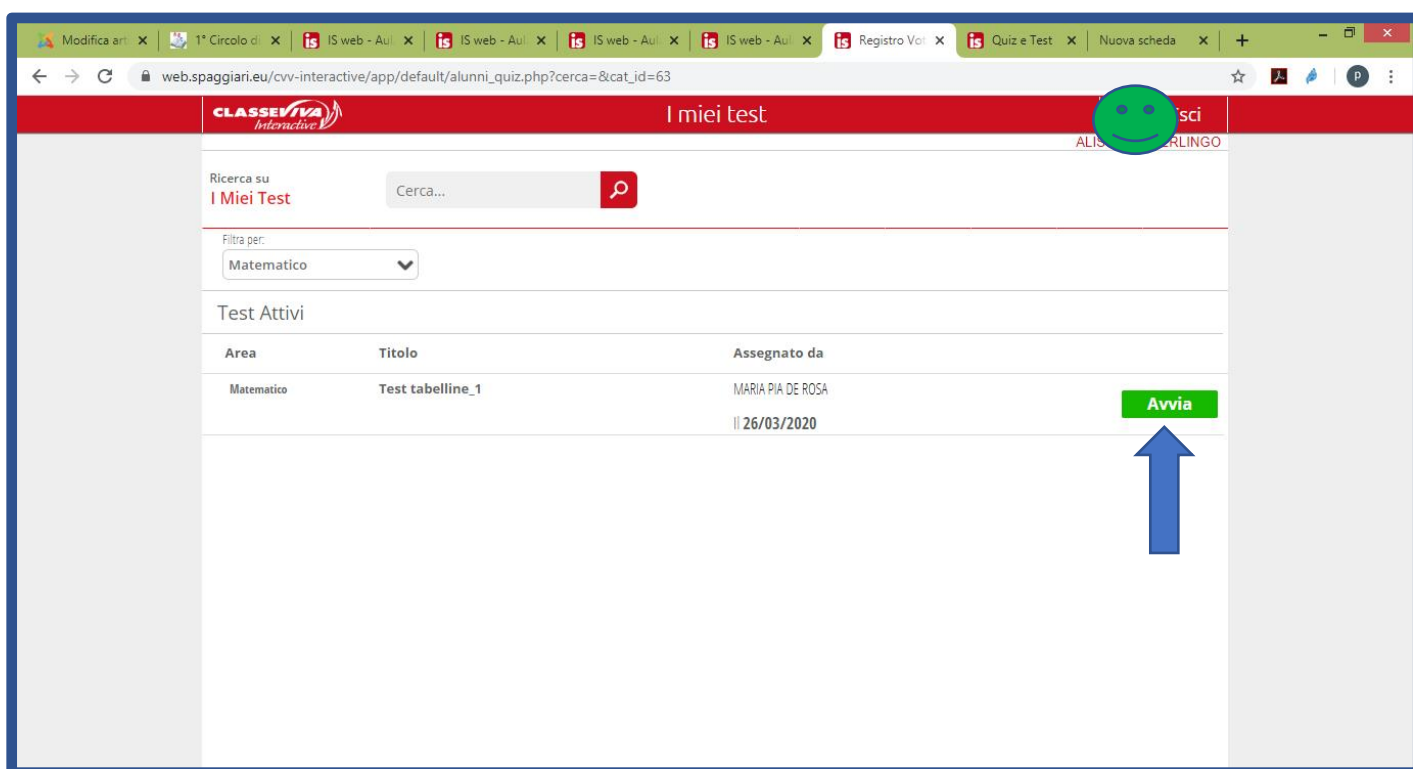 Modifica art
1° Circolo di
IS web - Aul
IS web - Aul
IS web - Aul
IS web - Aul
Registro Vot
Quiz e Test
Nuova scheda
web.spaggiari.eu/cvv-interactive/app/default/alunni_quiz.php?cerca=&cat_id=63
P
CLASSEVIVA
Interactive
I miei test
sci
ALIS
ERLINGO
Ricerca su
I Miei Test
Cerca...
Filtra per:
Matematico
Test Attivi
Area Titolo Assegnato da
Matematico Test tabelline_1 MARIA PIA DE ROSA
Il 26/03/2020
Avvia